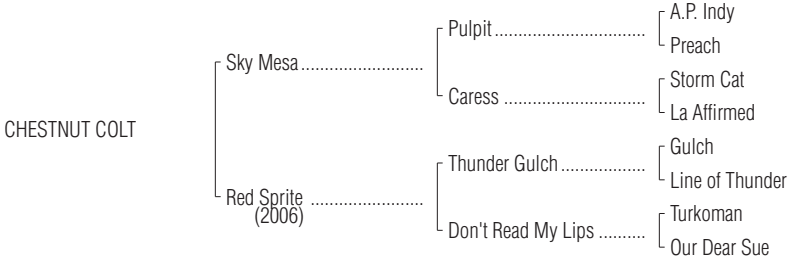 A.P. Indy
Pulpit..............................
Preach
Sky Mesa........................
Storm Cat
Caress ............................
La Affirmed
CHESTNUT COLT
Gulch
Thunder Gulch.................
Line of Thunder
Red Sprite ......................
(2006)
Turkoman
Don't Read My Lips ..........
Our Dear Sue